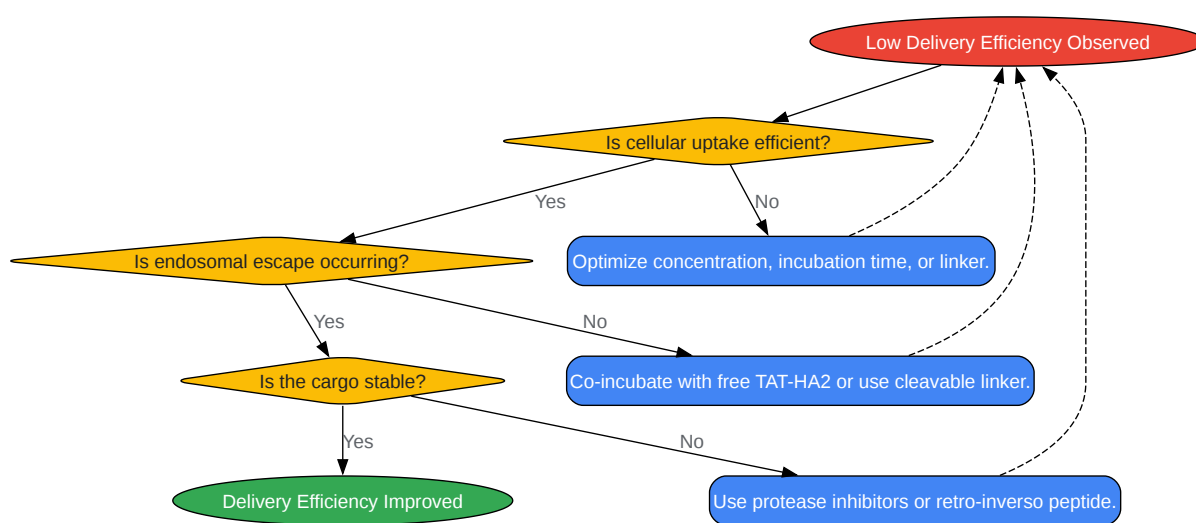 Low Delivery Efficiency Observed
Is cellular uptake efficient?
Yes
No
Is endosomal escape occurring?
Optimize concentration, incubation time, or linker.
Yes
No
Is the cargo stable?
Co-incubate with free TAT-HA2 or use cleavable linker.
Yes
No
Delivery Efficiency Improved
Use protease inhibitors or retro-inverso peptide.